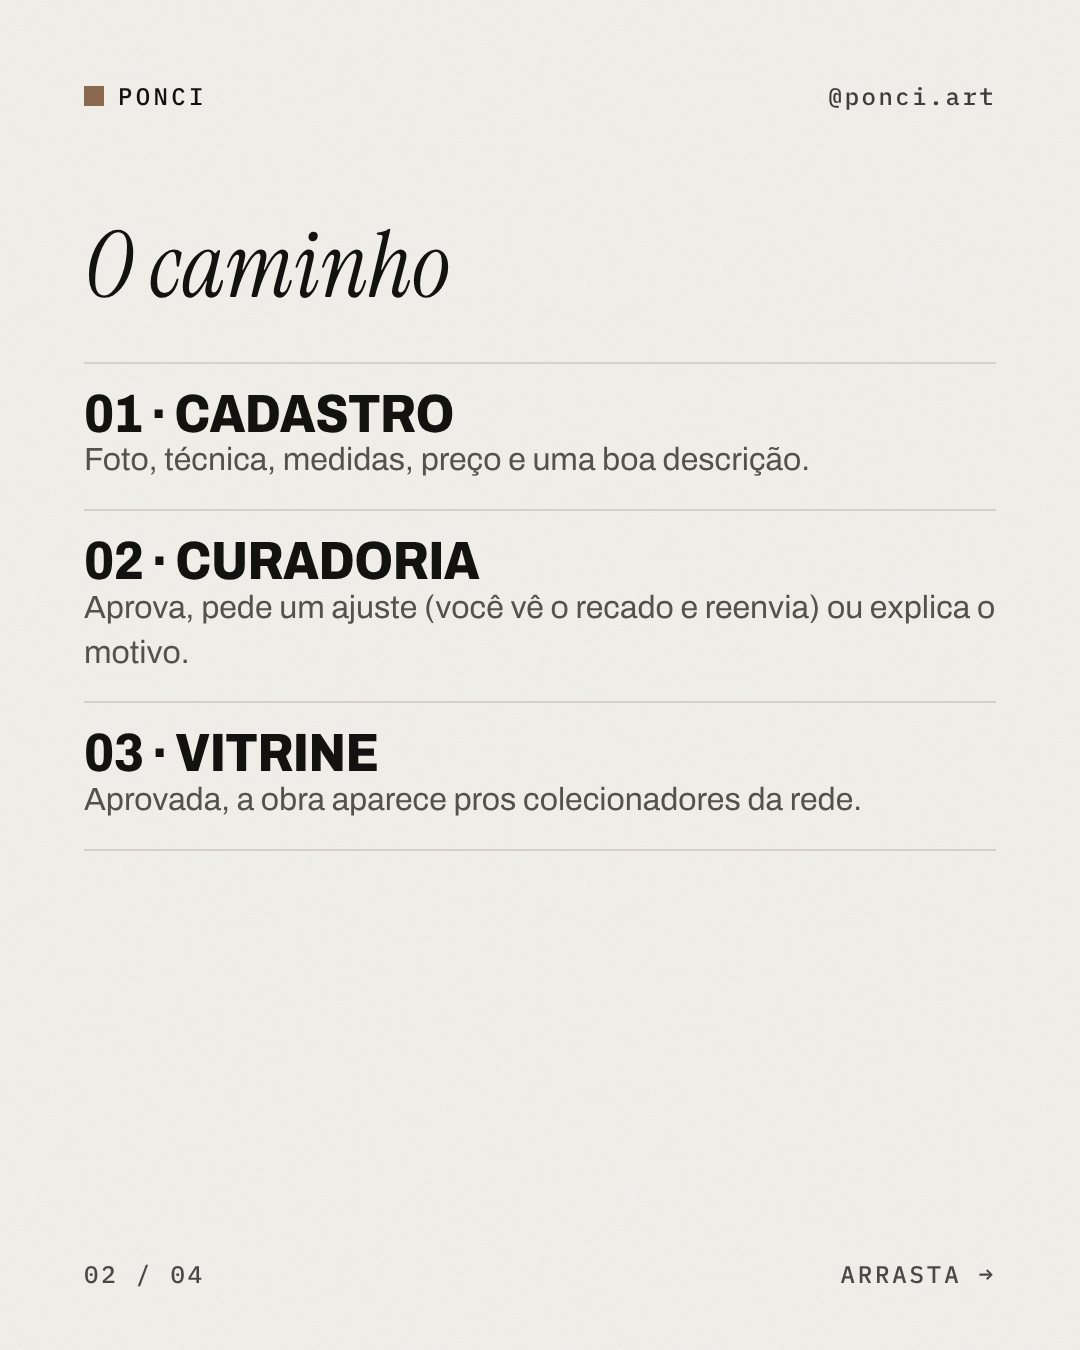 PONCI
@ponci.art
O caminho
01 · CADASTRO
Foto, técnica, medidas, preço e uma boa descrição.
02 · CURADORIA
Aprova, pede um ajuste (você vê o recado e reenvia) ou explica o
motivo.
03 · VITRINE
Aprovada, a obra aparece pros colecionadores da rede.
02 / 04
ARRASTA →